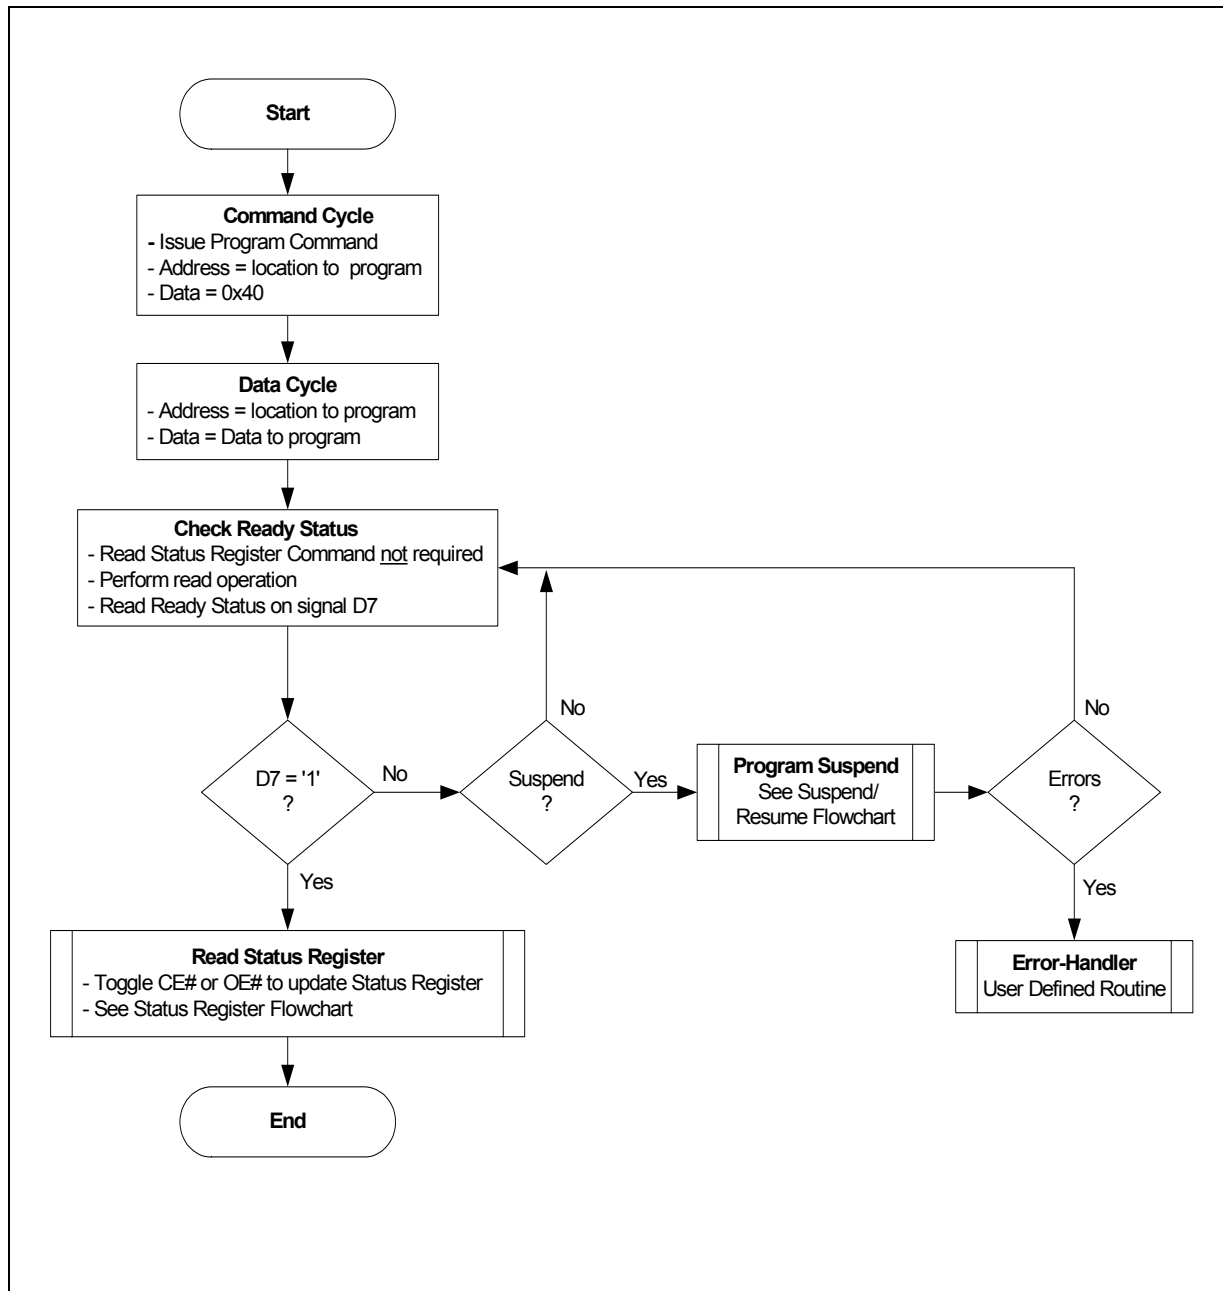 Start
Command Cycle
- Issue Program Command
- Address = location to program
- Data = 0x40
Data Cycle
- Address = location to program
- Data = Data to program
Check Ready Status
- Read Status Register Command not required
- Perform read operation
- Read Ready Status on signal D7
D7 = '1'
?
No
Yes
Suspend
?
No
Yes
Program Suspend
See Suspend/
Resume Flowchart
Errors
?
No
Yes
Error-Handler
User Defined Routine
Read Status Register
- Toggle CE# or OE# to update Status Register
- See Status Register Flowchart
End